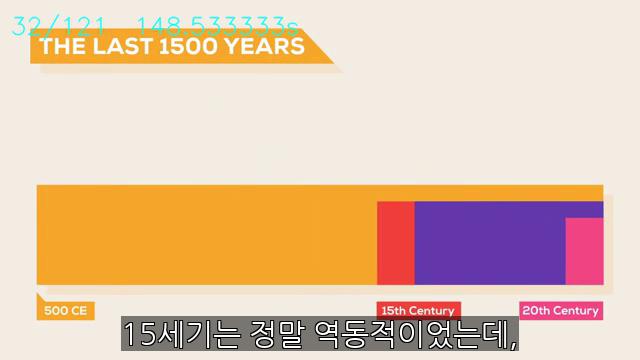 32/121 148.533333s
THE LAST 1500 YEARS
500 CE
15th Century
20th Century
15세기는 정말 역동적이었는데,